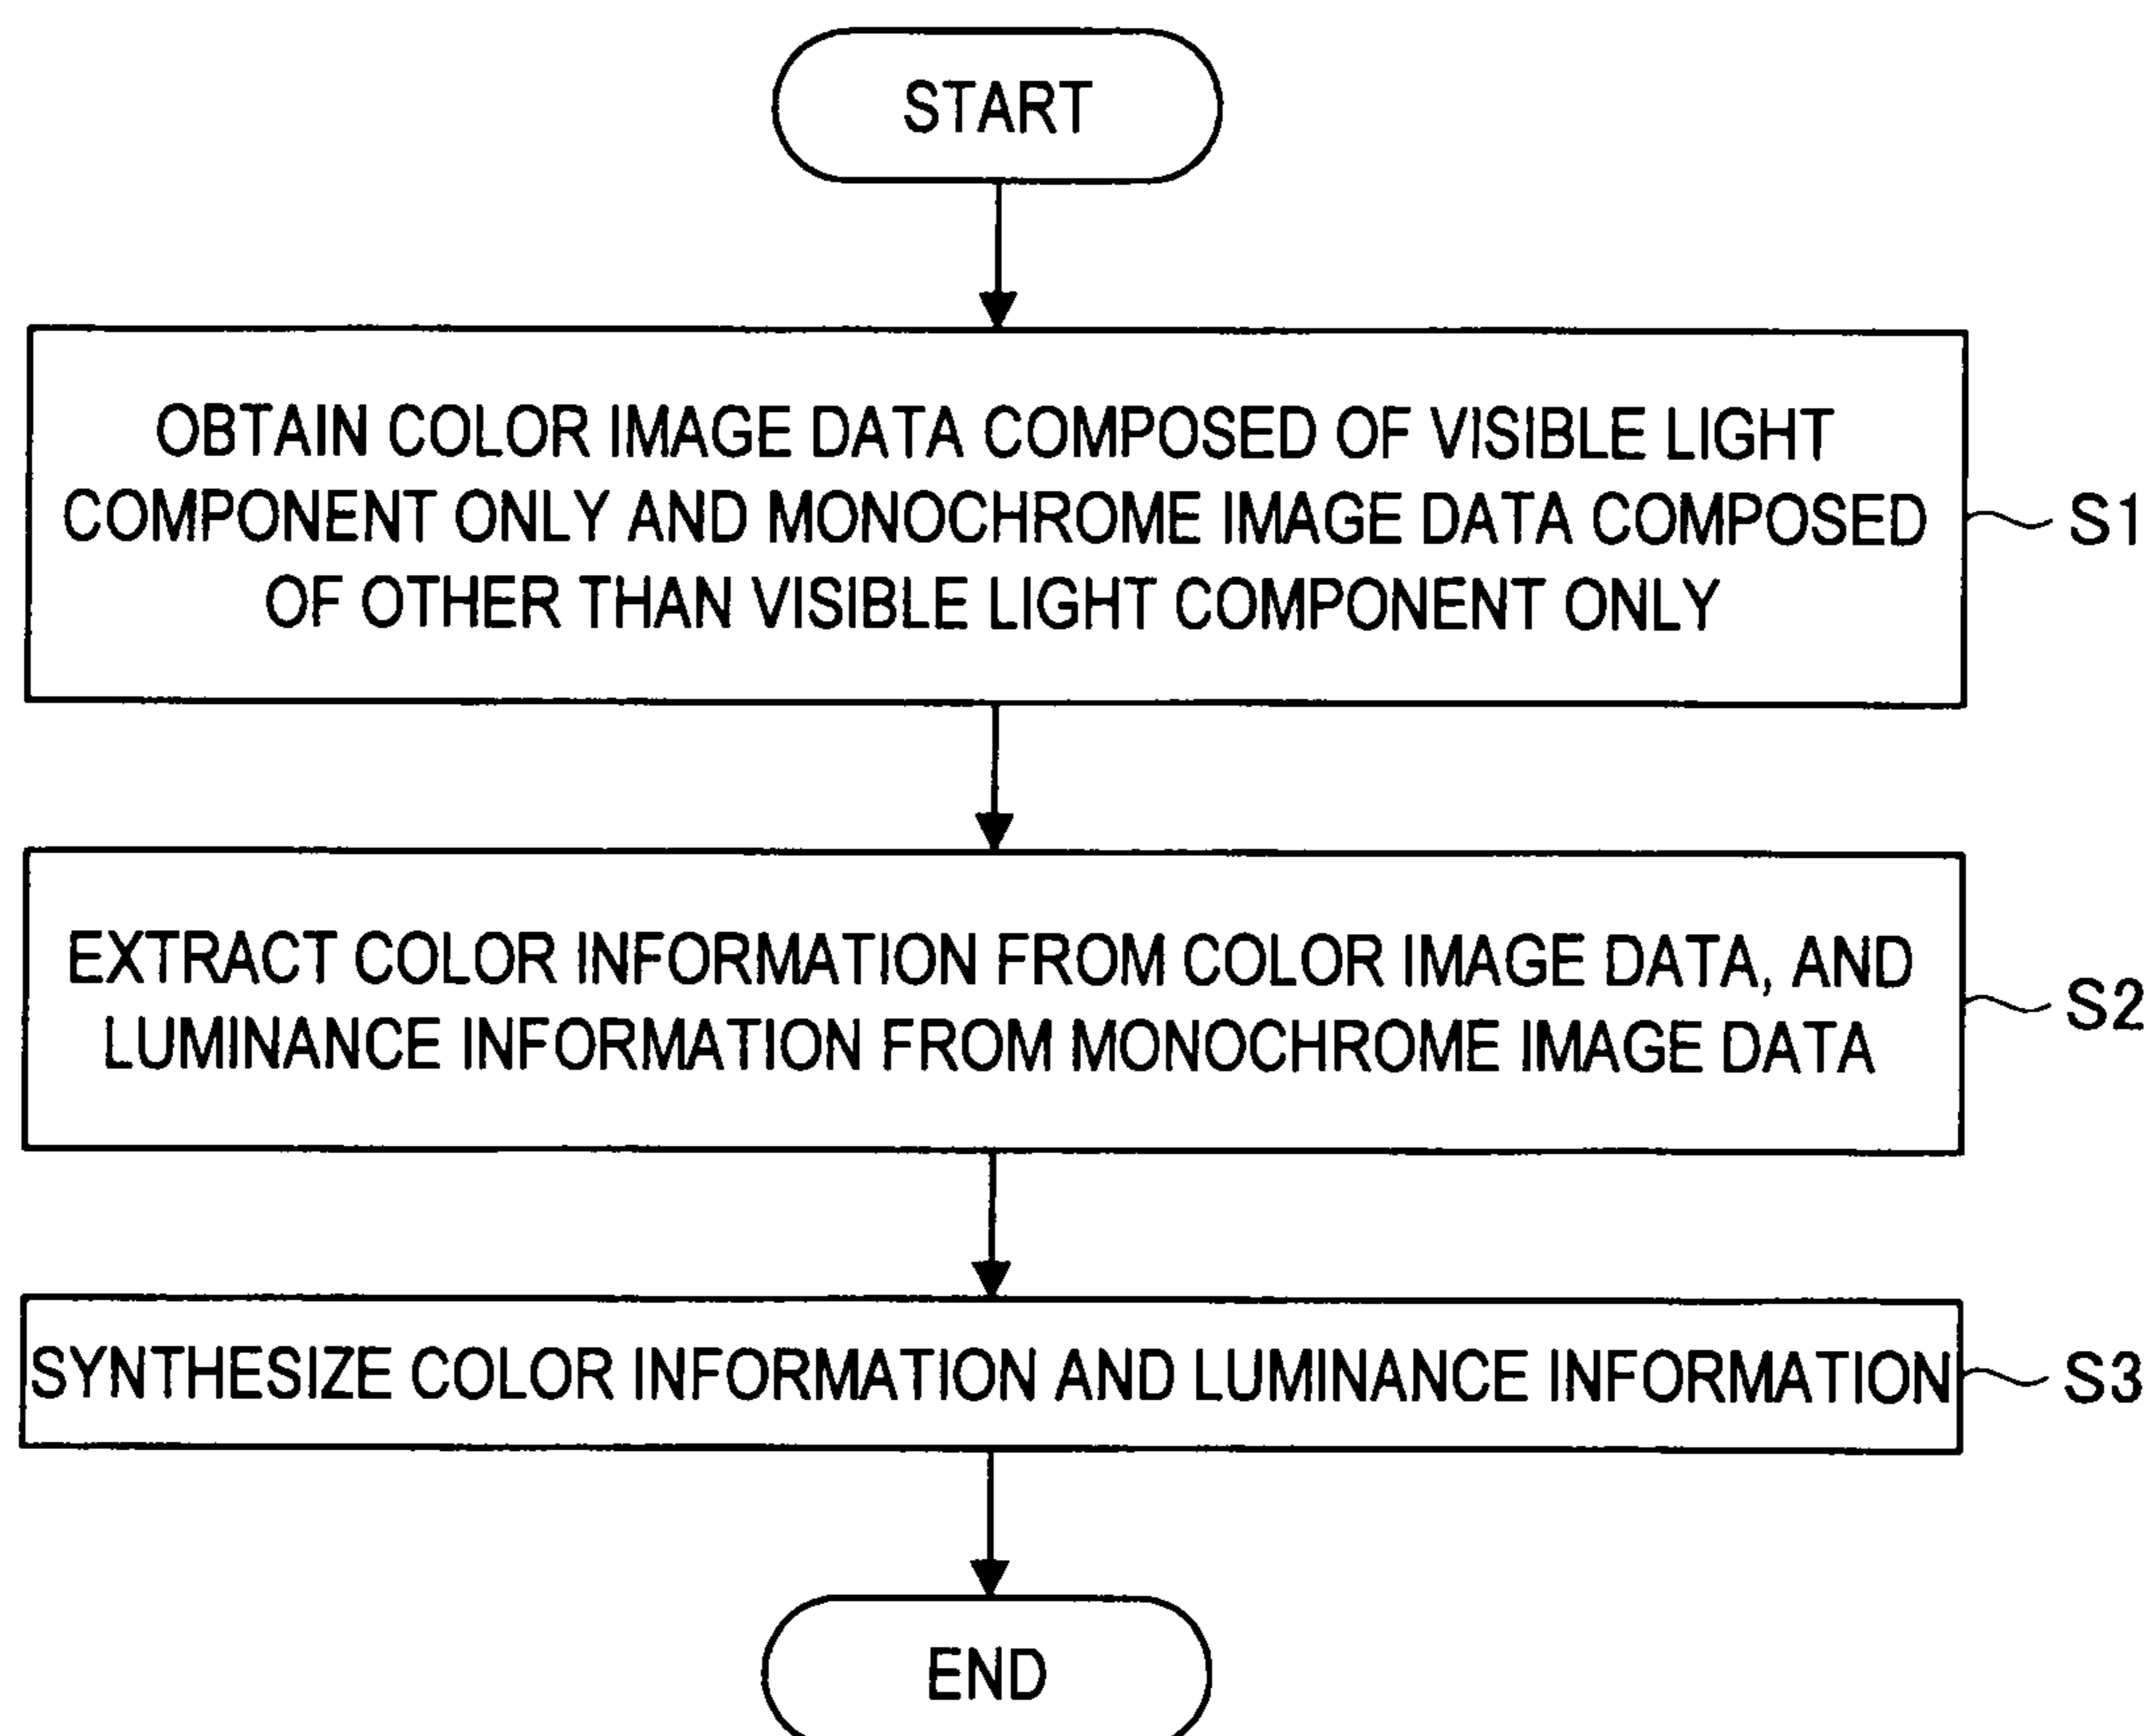 START
OBTAIN COLOR IMAGE DATA COMPOSED OF VISIBLE LIGHT
COMPONENT ONLY AND MONOCHROME IMAGE DATA COMPOSED
OF OTHER THAN VISIBLE LIGHT COMPONENT ONLY
S1
EXTRACT COLOR INFORMATION FROM COLOR IMAGE DATA, AND
LUMINANCE INFORMATION FROM MONOCHROME IMAGE DATA
S2
SYNTHESIZE COLOR INFORMATION AND LUMINANCE INFORMATION
S3
END